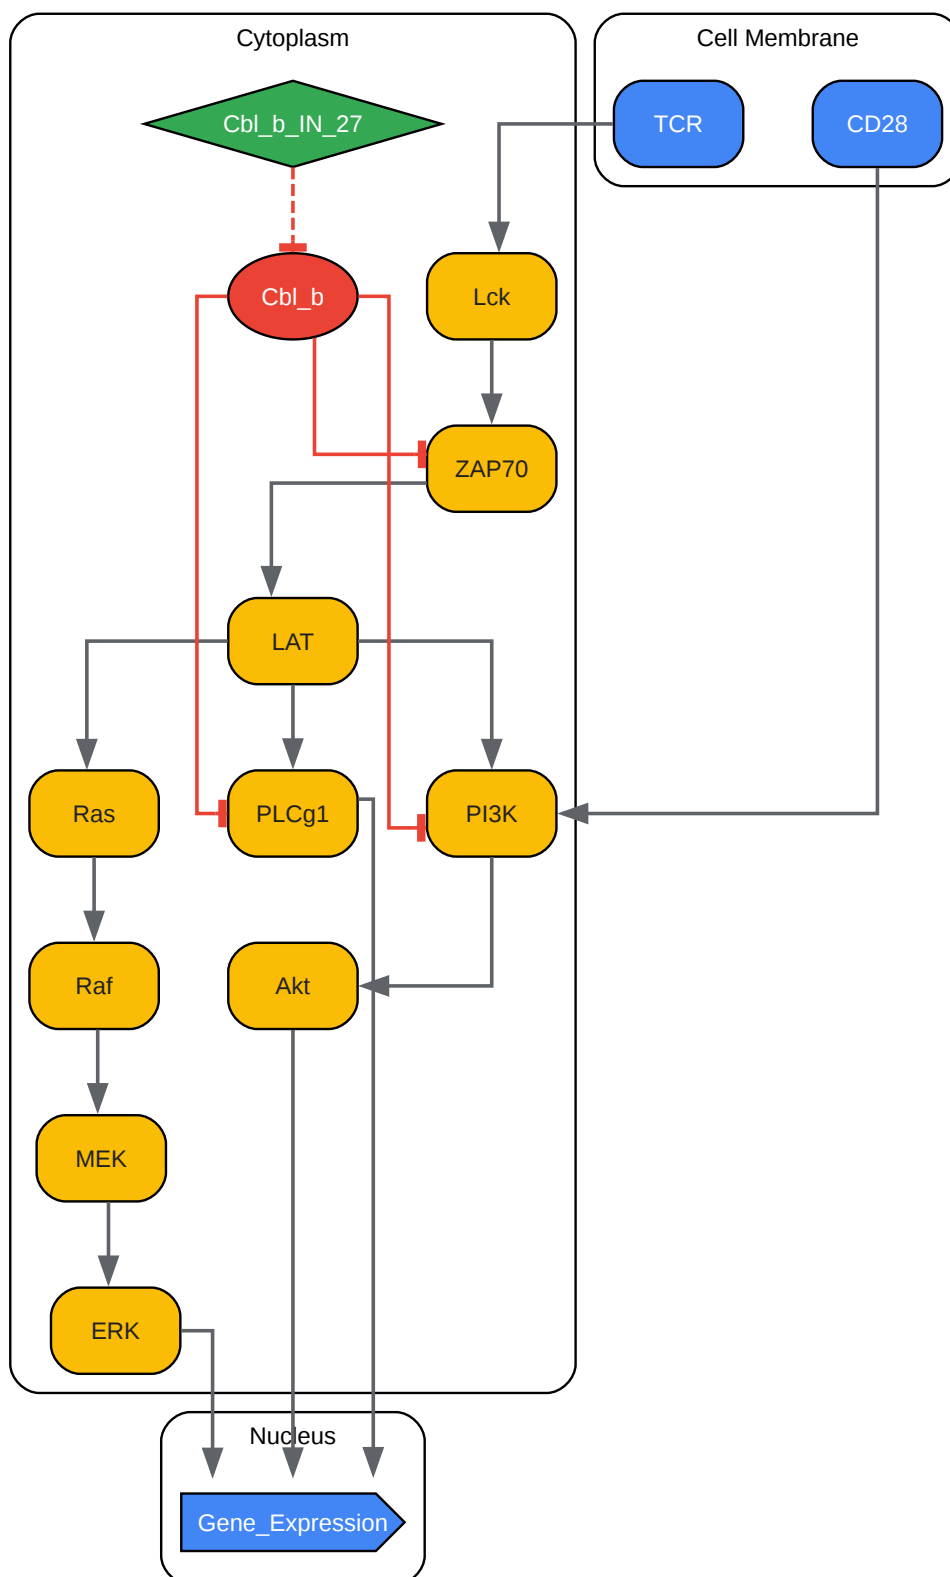 Cytoplasm
Cell Membrane
Cbl_b_IN_27
TCR
CD28
Cbl_b
Lck
ZAP70
LAT
Ras
PLCg1
PI3K
Raf
Akt
MEK
ERK
Nucleus
Gene_Expression